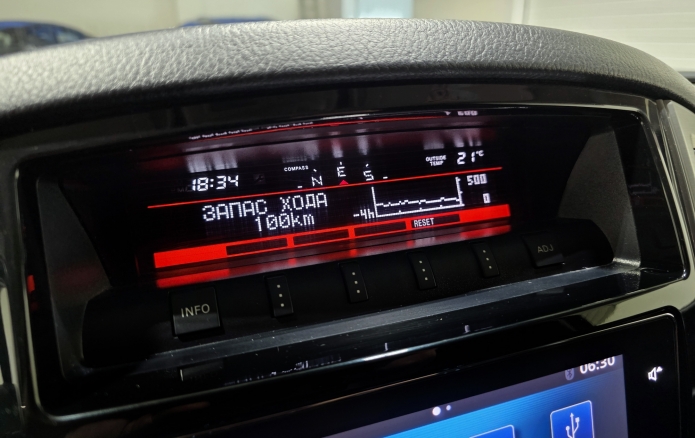 COMPASS
18:34
N E S
OUTSIDE TEMP 21°C
ЗАПАС ХОДА
100km
500
0
--4h
RESET
INFO
ADJ
06:30